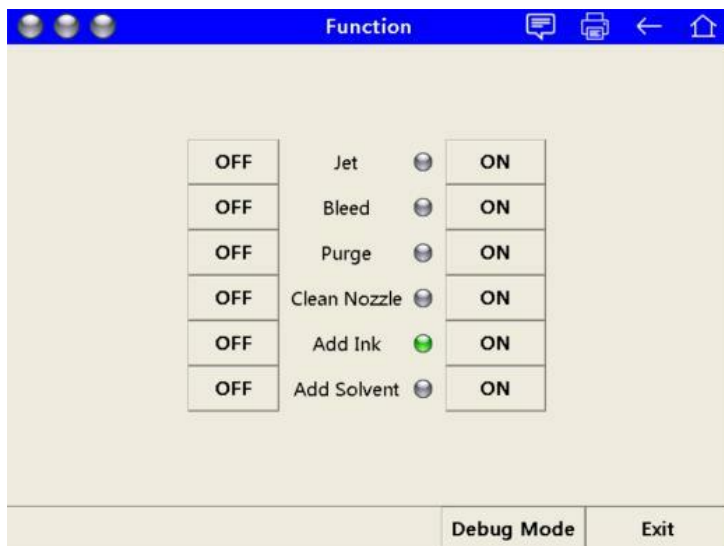 Function
OFF Jet ON
OFF Bleed ON
OFF Purge ON
OFF Clean Nozzle ON
OFF Add Ink ON
OFF Add Solvent ON
Debug Mode Exit